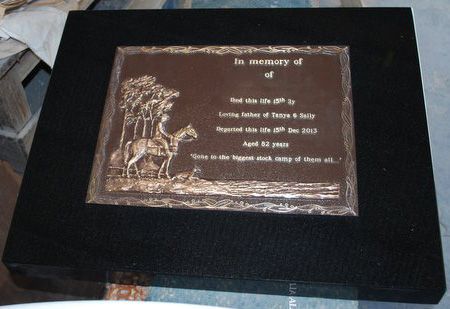 In memory of
of
Died this life 15th 3y
Loving father of Tanya & Sally
Departed this life 15th Dec 2013
Aged 82 years
"Gone to the biggest stock camp of them all..."